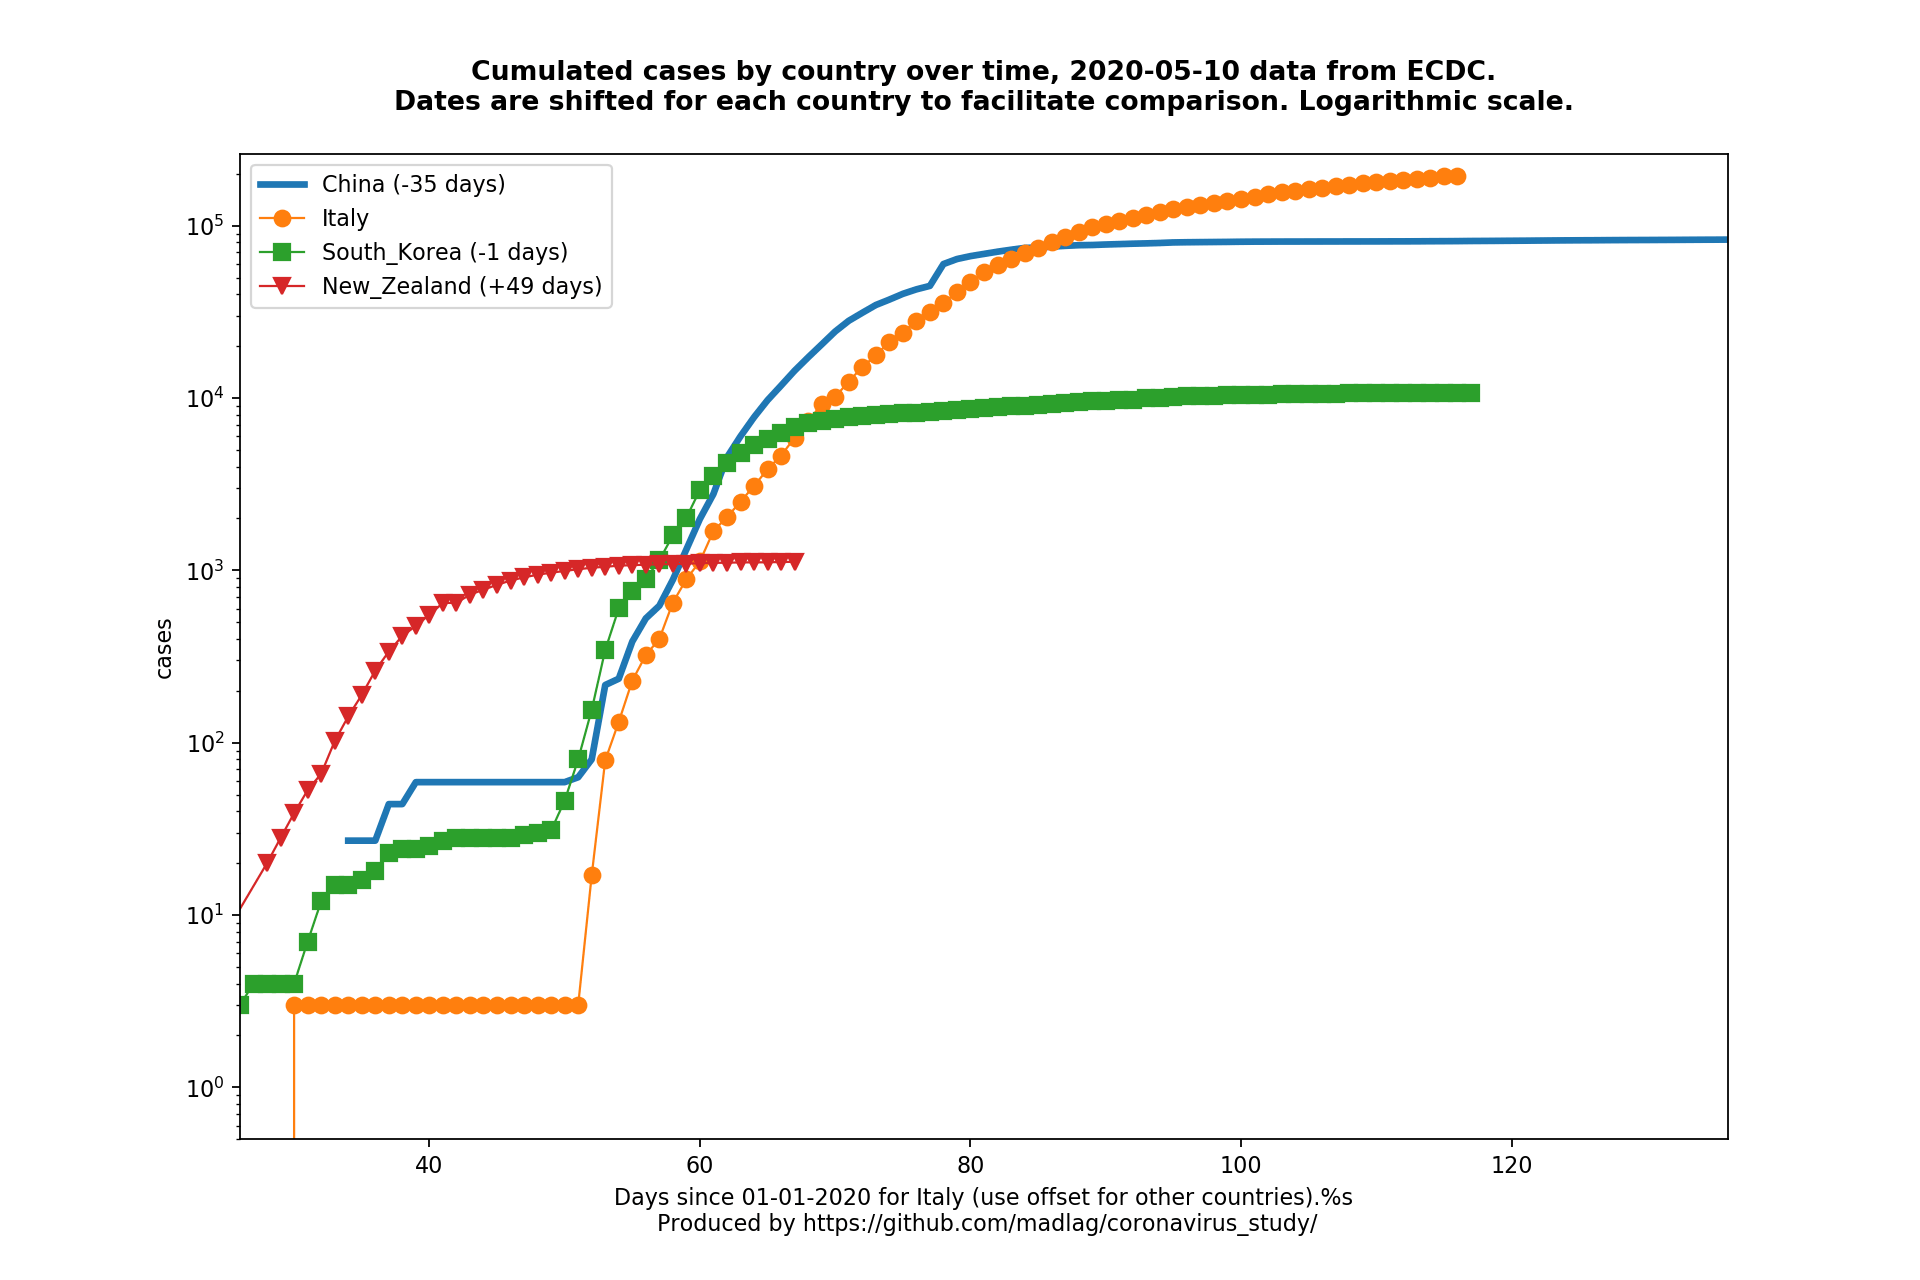 Cumulated cases by country over time, 2020-05-10 data from ECDC.
Dates are shifted for each country to facilitate comparison. Logarithmic scale.
China (-35 days)
Italy
South_Korea (-1 days)
New_Zealand (+49 days)
10^5
10^4
10^3
10^2
10^1
10^0
cases
40 60 80 100 120
Days since 01-01-2020 for Italy (use offset for other countries).%s
Produced by https://github.com/madlag/coronavirus_study/